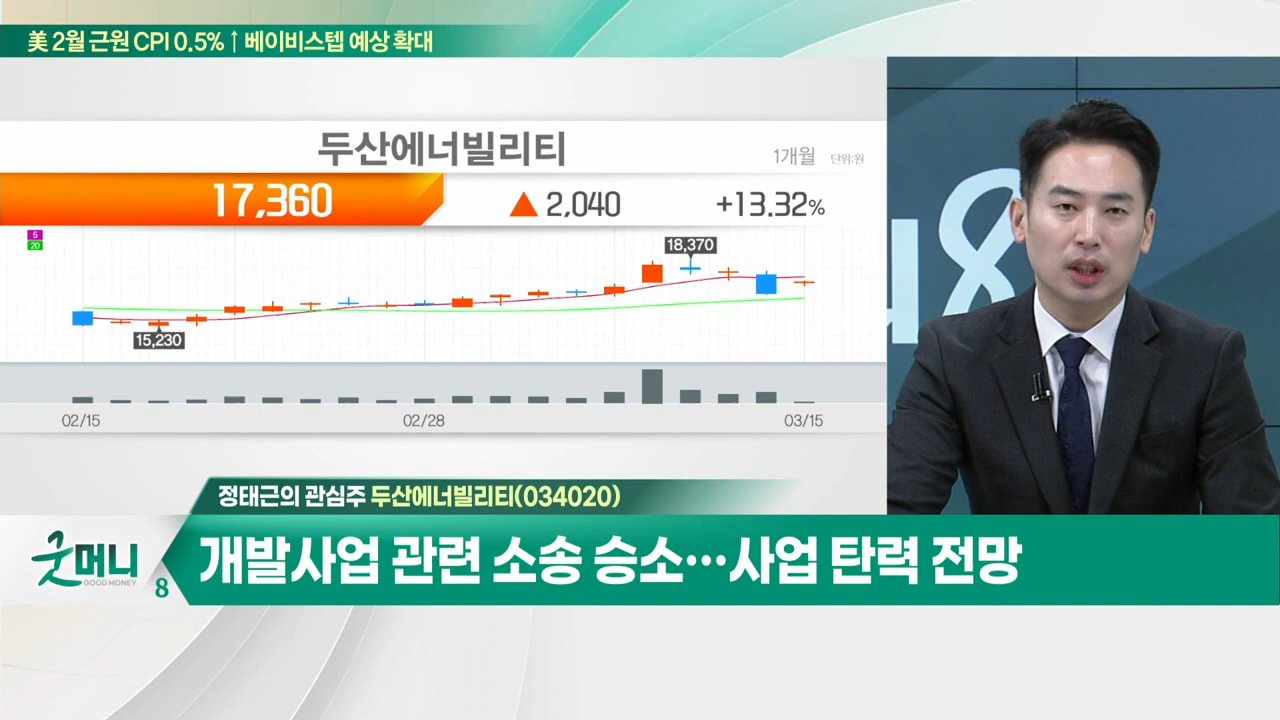 美 2월 근원 CPI 0.5%↑ 베이비스텝 예상 확대
두산에너빌리티
1개월 단위:원
17,360 ▲ 2,040 +13.32%
5
20
18,370
15,230
02/15 02/28 03/15
정태근의 관심주 두산에너빌리티(034020)
굿머니
GOOD MONEY
8
개발사업 관련 소송 승소…사업 탄력 전망